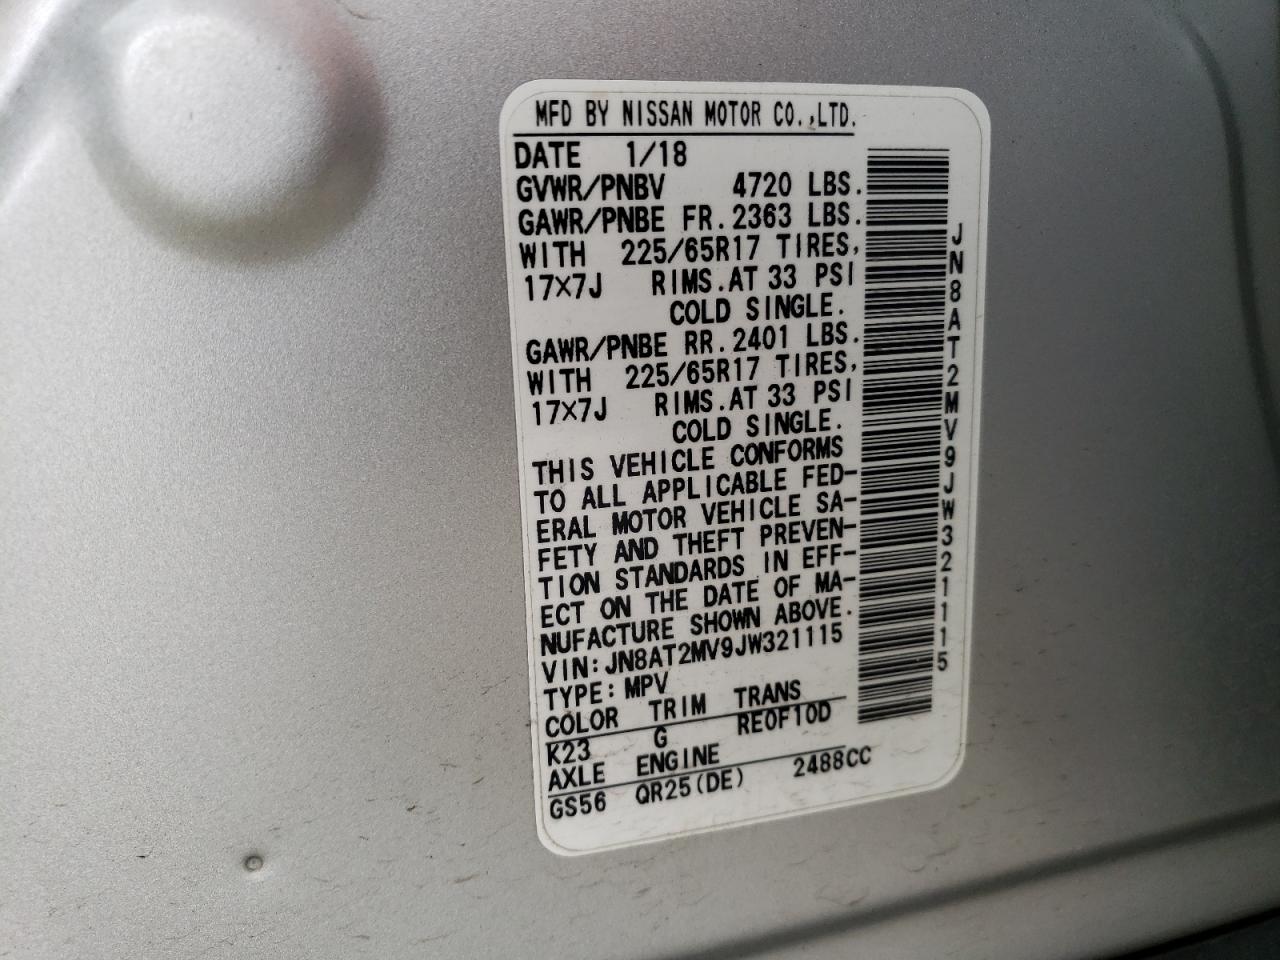 MFD BY NISSAN MOTOR CO.,LTD.
DATE 1/18
GVWR/PNBV 4720 LBS.
GAWR/PNBE FR.2363 LBS.
WITH 225/65R17 TIRES,
17×7J RIMS.AT 33 PSI
COLD SINGLE.
GAWR/PNBE RR.2401 LBS.
WITH 225/65R17 TIRES,
17×7J RIMS.AT 33 PSI
COLD SINGLE.
THIS VEHICLE CONFORMS
TO ALL APPLICABLE FED-
ERAL MOTOR VEHICLE SA-
FETY AND THEFT PREVEN-
TION STANDARDS IN EFF-
ECT ON THE DATE OF MA-
NUFACTURE SHOWN ABOVE.
VIN:JN8AT2MV9JW321115
TYPE:MPV
COLOR TRIM TRANS
K23 G RE0F10D
AXLE ENGINE
GS56 QR25(DE) 2488CC
JN8AT2MV9JW321115